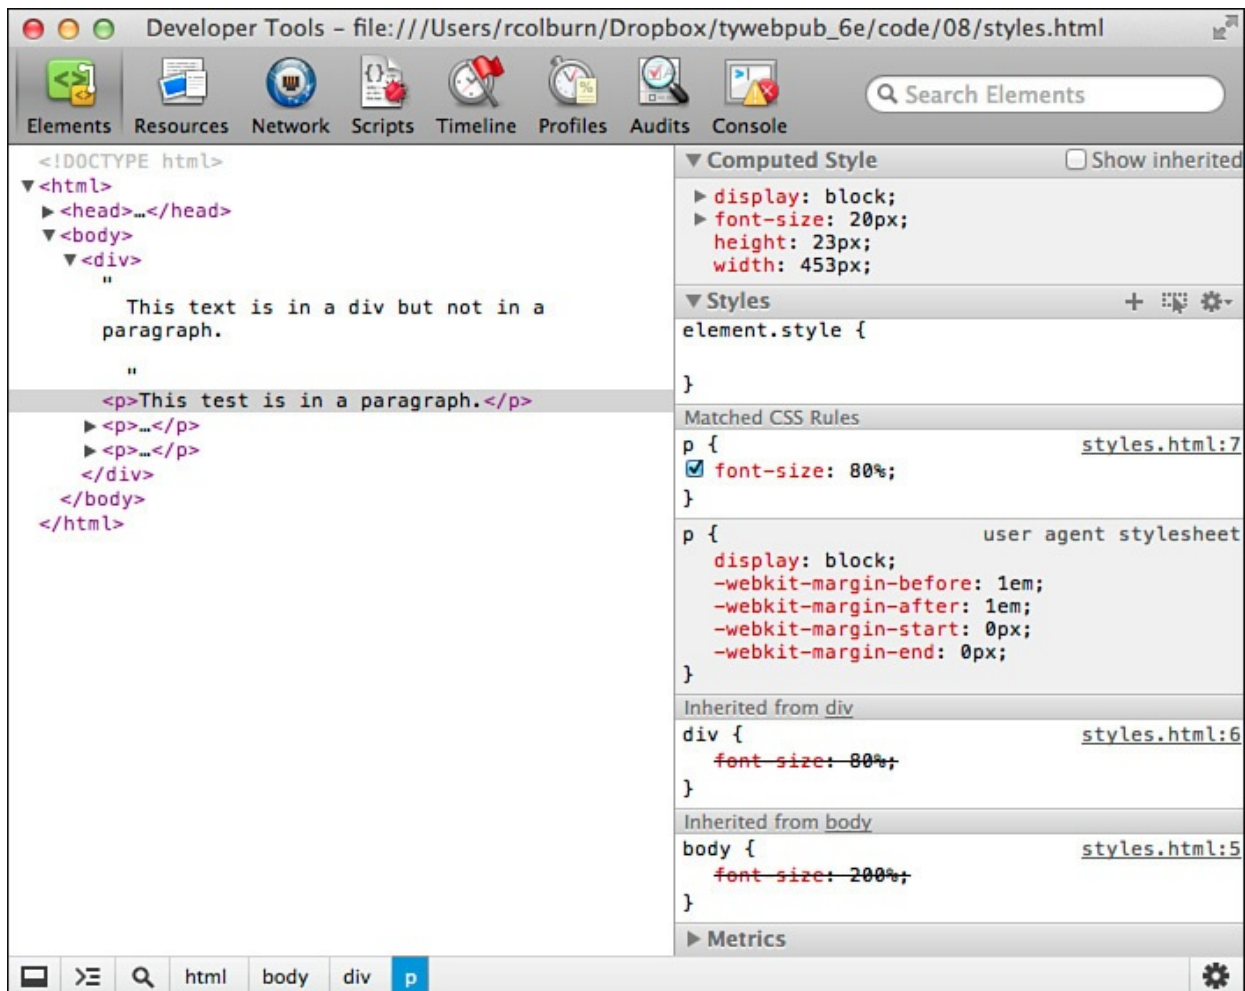 Developer Tools – file:///Users/rcolburn/Dropbox/tywebpub_6e/code/08/styles.html
Elements Resources Network Scripts Timeline Profiles Audits Console Search Elements
<!DOCTYPE html>
▼<html>
▶<head>…</head>
▼<body>
▼<div>
"
This text is in a div but not in a
paragraph.
"
<p>This test is in a paragraph.</p>
▶<p>…</p>
▶<p>…</p>
</div>
</body>
</html>
▼Computed Style Show inherited
▶display: block;
▶font-size: 20px;
height: 23px;
width: 453px;
▼Styles
element.style {
}
Matched CSS Rules
p { styles.html:7
font-size: 80%;
}
p { user agent stylesheet
display: block;
-webkit-margin-before: 1em;
-webkit-margin-after: 1em;
-webkit-margin-start: 0px;
-webkit-margin-end: 0px;
}
Inherited from div
div { styles.html:6
font-size: 80%;
}
Inherited from body
body { styles.html:5
font-size: 200%;
}
▶Metrics
html body div p